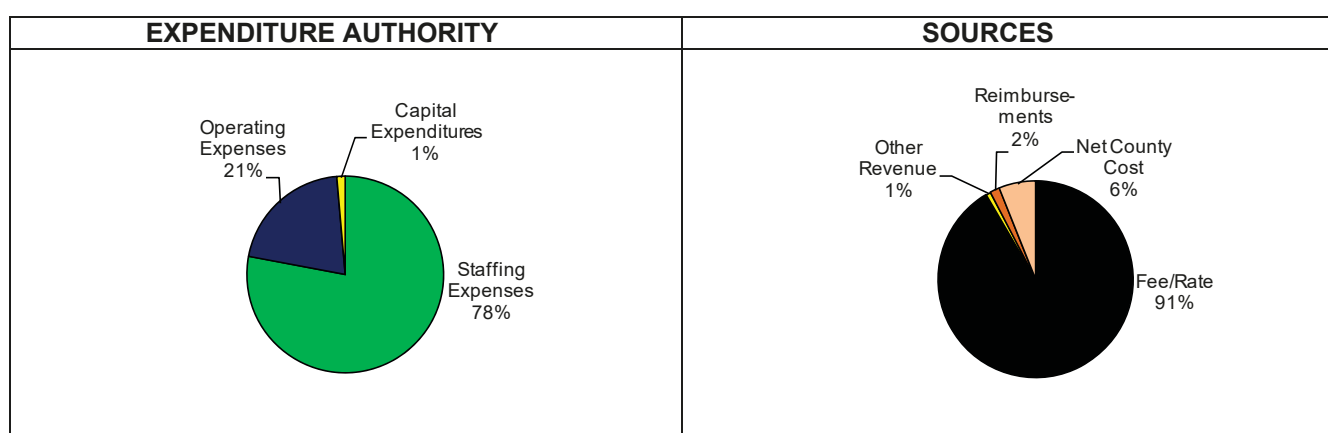 EXPENDITURE AUTHORITY
Operating
Expenses
21%
Capital
Expenditures
1%
Staffing
Expenses
78%
SOURCES
Other
Revenue
1%
Reimburse-
ments
2%
Net County
Cost
6%
Fee/Rate
91%